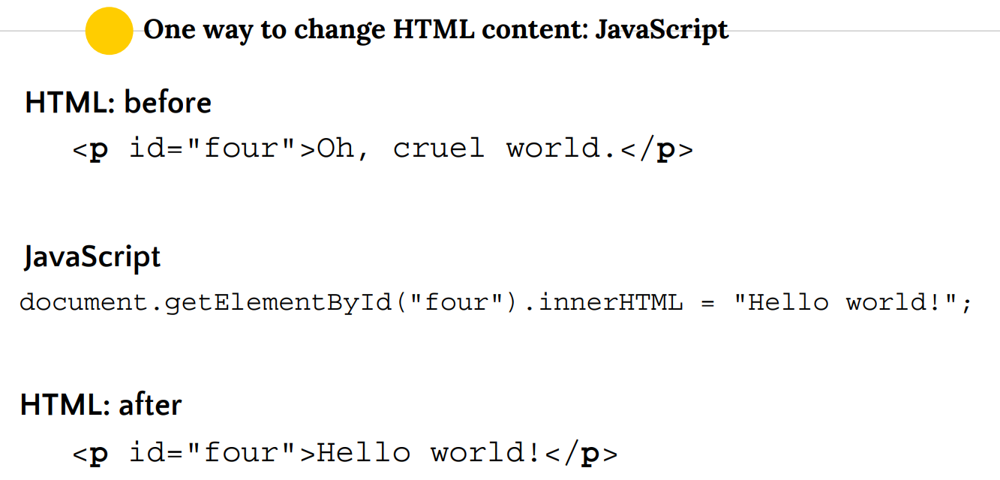 One way to change HTML content: JavaScript
HTML: before
<p id="four">Oh, cruel world.</p>
JavaScript
document.getElementById("four").innerHTML = "Hello world!";
HTML: after
<p id="four">Hello world!</p>